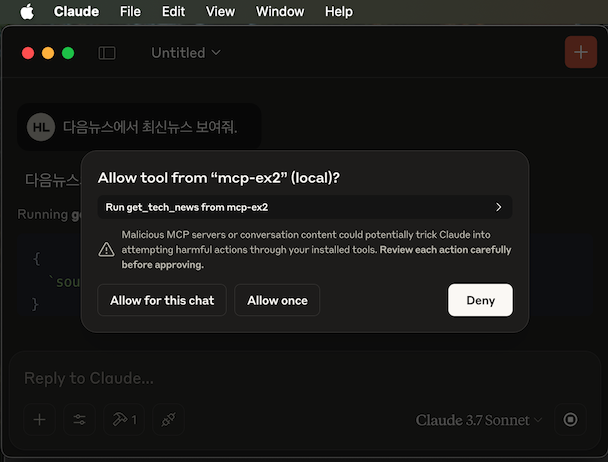 Claude File Edit View Window Help
Untitled
HL 다음뉴스에서 최신뉴스 보여줘.
다음뉴스
Allow tool from “mcp-ex2” (local)?
Run get_tech_news from mcp-ex2
Running
Malicious MCP servers or conversation content could potentially trick Claude into
attempting harmful actions through your installed tools. Review each action carefully
before approving.
{
`sou
}
Allow for this chat
Allow once
Deny
Reply to Claude...
1
Claude 3.7 Sonnet